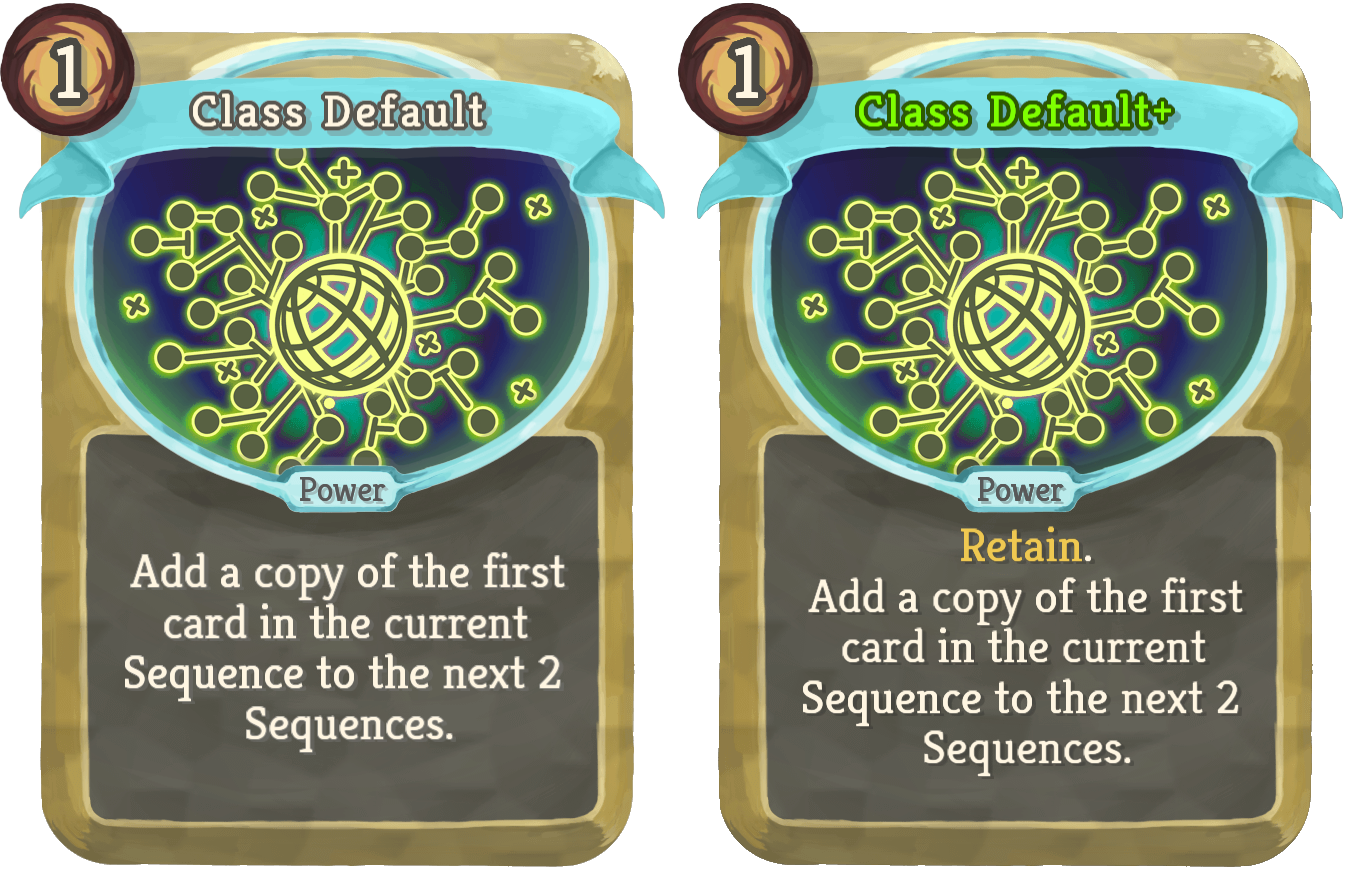 1
Class Default
Power
Add a copy of the first
card in the current
Sequence to the next 2
Sequences.
1
Class Default+
Power
Retain.
Add a copy of the first
card in the current
Sequence to the next 2
Sequences.